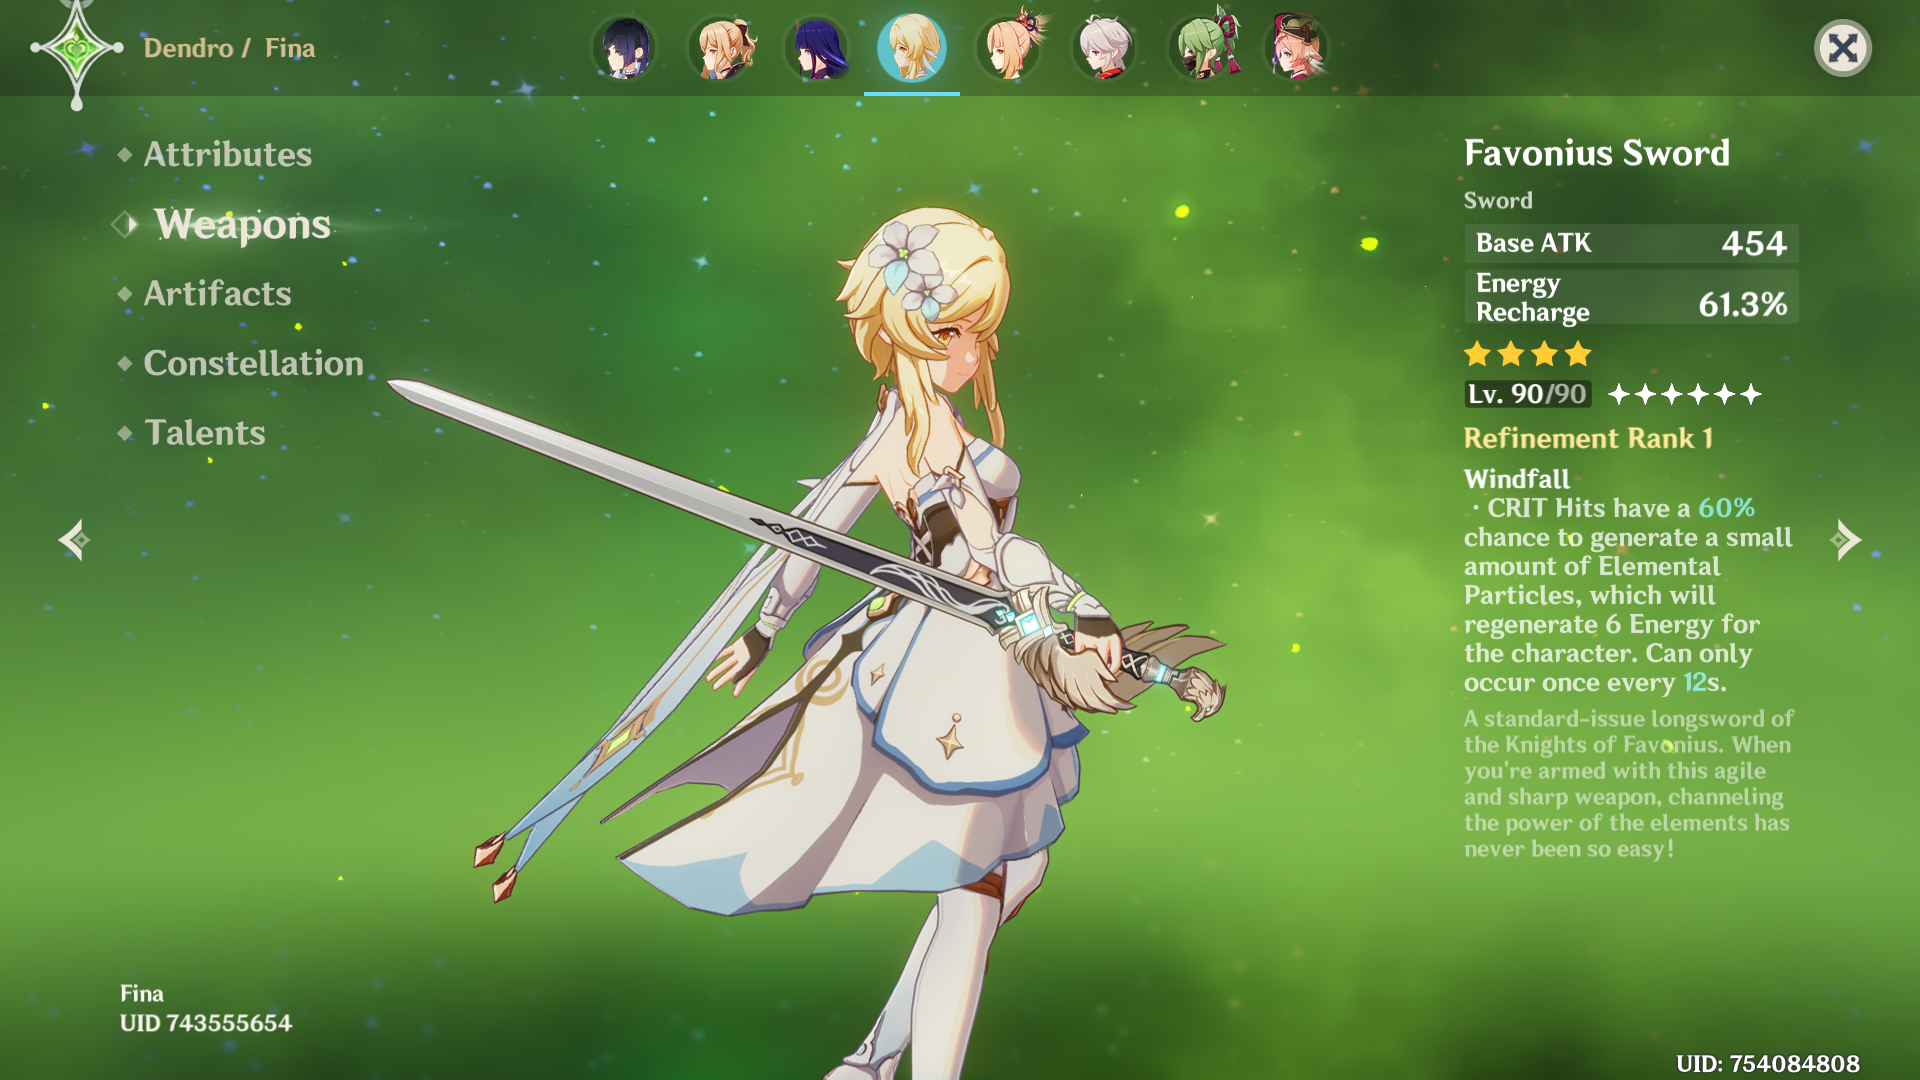 Dendro / Fina
Attributes
Weapons
Artifacts
Constellation
Talents
Favonius Sword
Sword
Base ATK 454
Energy
Recharge 61.3%
Lv. 90/90
Refinement Rank 1
Windfall
· CRIT Hits have a 60%
chance to generate a small
amount of Elemental
Particles, which will
regenerate 6 Energy for
the character. Can only
occur once every 12s.
A standard-issue longsword of
the Knights of Favonius. When
you're armed with this agile
and sharp weapon, channeling
the power of the elements has
never been so easy!
Fina
UID 743555654
UID: 754084808